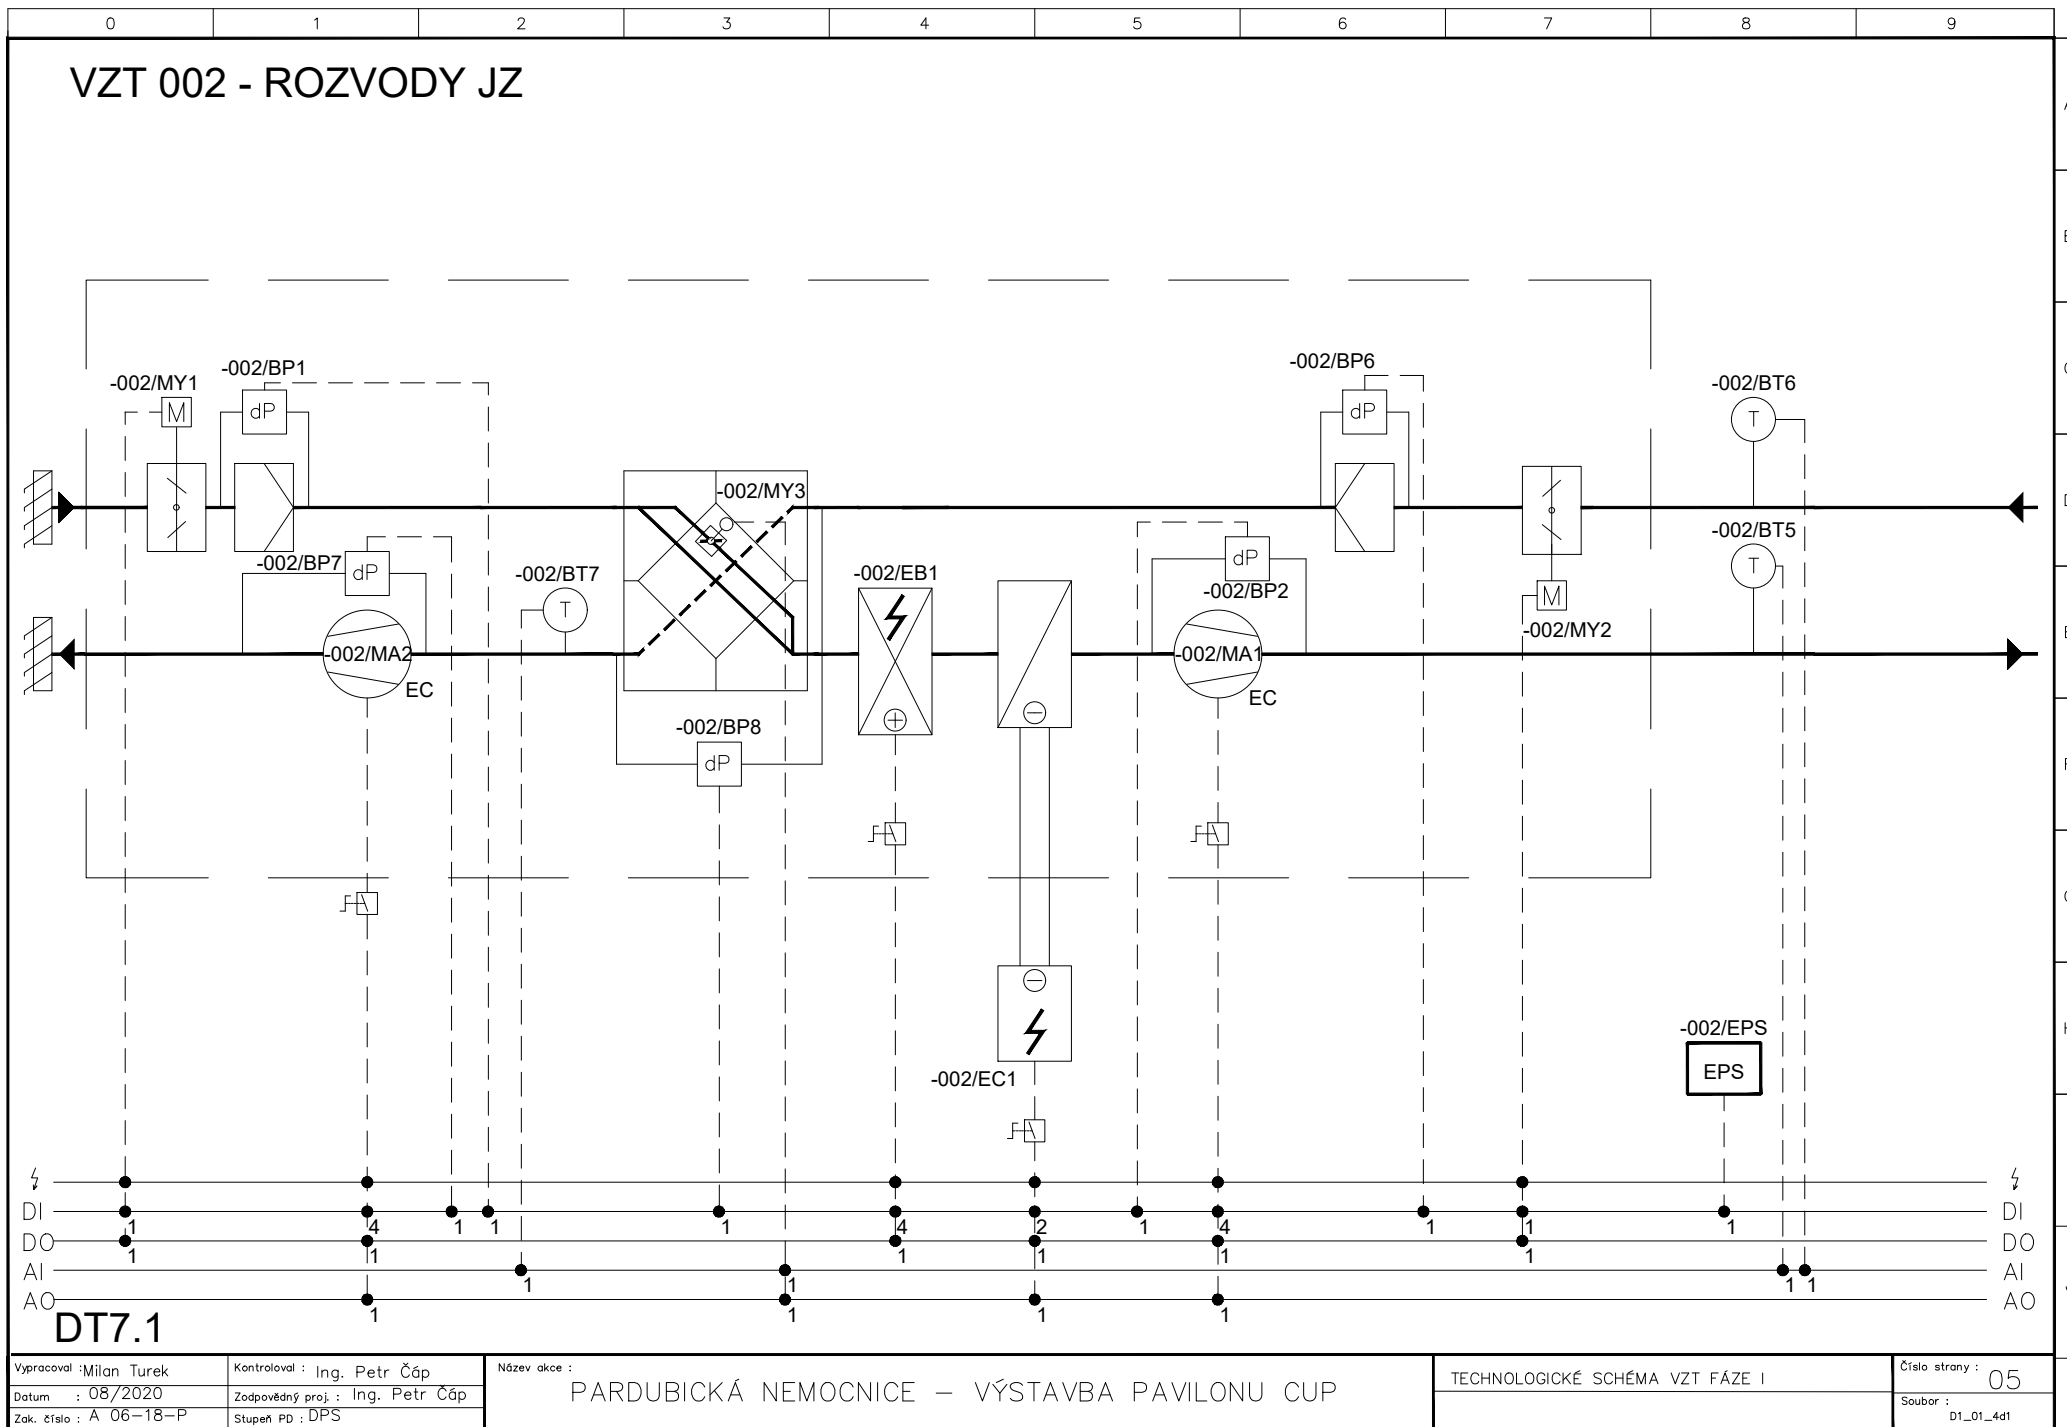 0 1 2 3 4 5 6 7 8 9
VZT 002 - ROZVODY JZ
-002/MY1
-002/BP1
-002/BP6
-002/BT6
M
dP
dP
T
-002/MY3
-002/BP7
dP
-002/BT7
T
-002/EB1
dP
-002/BP2
-002/BT5
T
M
-002/MY2
-002/MA2
EC
-002/MA1
EC
-002/BP8
dP
-002/EPS
EPS
-002/EC1
DI 1 4 1 1 1 4 2 1 4 1 1 1 DI
DO 1 1 1 1 1 1 DO
AI 1 1 1 1 AI
AO 1 1 1 1 AO
DT7.1
Vypracoval : Milan Turek
Datum : 08/2020
Zak. číslo : A 06-18-P
Kontroloval : Ing. Petr Čáp
Zodpovědný proj. : Ing. Petr Čáp
Stupeň PD : DPS
Název akce :
PARDUBICKÁ NEMOCNICE – VÝSTAVBA PAVILONU CUP
TECHNOLOGICKÉ SCHÉMA VZT FÁZE I
Číslo strany : 05
Soubor :
D1_01_4d1